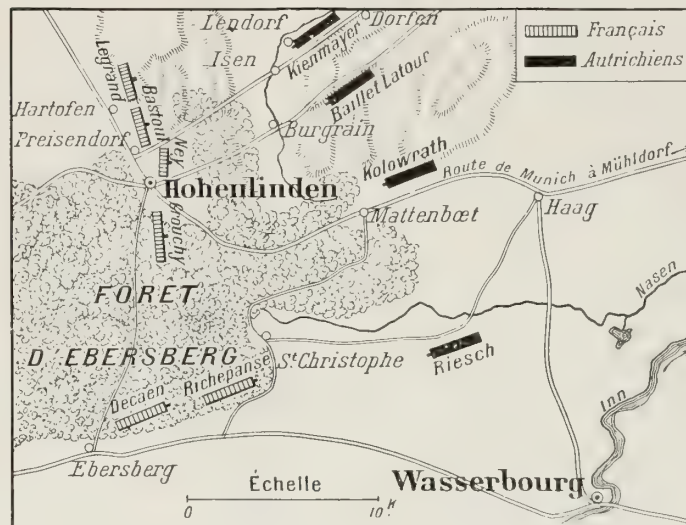 Lendorf
Dorfen
Français
Autrichiens
Isen
Kienmayer
Legrand
Bastoul
Baillet Latour
Hartofen
Preisendorf
Ney
Burgrain
Kolowrath
Route de Munich à Mühldorf
Hohenlinden
Grouchy
Mattenbœt
Haag
FORET
D EBERSBERG
Nasen
St Christophe
Riesch
Decaen
Richepanse
Inn
Ebersberg
Échelle
Wasserbourg
0
10 K